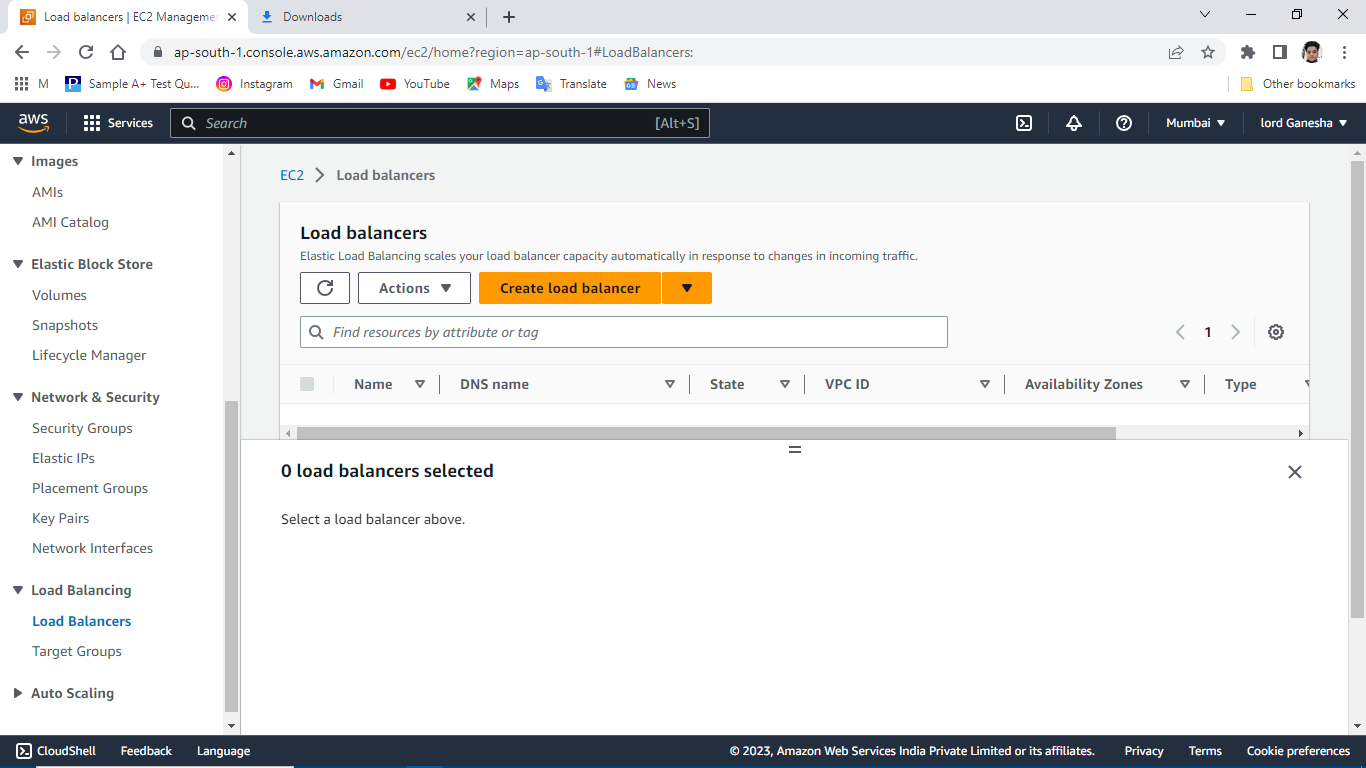 Load balancers | EC2 Manageme
Downloads
ap-south-1.console.aws.amazon.com/ec2/home?region=ap-south-1#LoadBalancers:
M
Sample A+ Test Qu...
Instagram
Gmail
YouTube
Maps
Translate
News
Other bookmarks
aws
Services
Search
[Alt+S]
Mumbai
lord Ganesha
Images
AMIs
AMI Catalog
Elastic Block Store
Volumes
Snapshots
Lifecycle Manager
Network & Security
Security Groups
Elastic IPs
Placement Groups
Key Pairs
Network Interfaces
Load Balancing
Load Balancers
Target Groups
Auto Scaling
EC2
Load balancers
Load balancers
Elastic Load Balancing scales your load balancer capacity automatically in response to changes in incoming traffic.
Actions
Create load balancer
Find resources by attribute or tag
1
Name
DNS name
State
VPC ID
Availability Zones
Type
0 load balancers selected
Select a load balancer above.
CloudShell
Feedback
Language
© 2023, Amazon Web Services India Private Limited or its affiliates.
Privacy
Terms
Cookie preferences